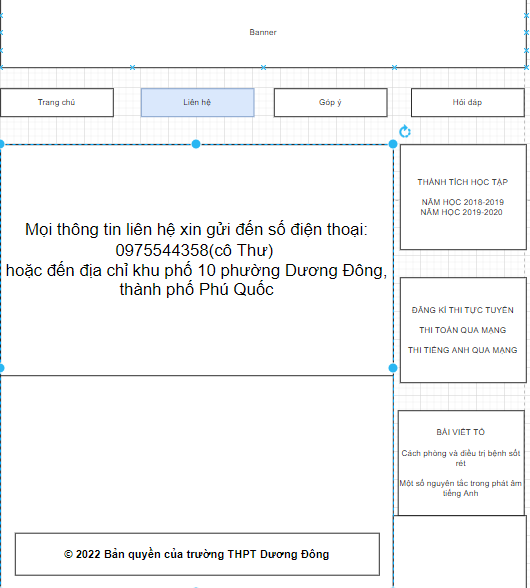 Banner
Trang chủ
Liên hệ
Góp ý
Hỏi đáp
Mọi thông tin liên hệ xin gửi đến số điện thoại:
0975544358(cô Thư)
hoặc đến địa chỉ khu phố 10 phường Dương Đông,
thành phố Phú Quốc
THÀNH TÍCH HỌC TẬP
NĂM HỌC 2018-2019
NĂM HỌC 2019-2020
ĐĂNG KÍ THI TỰC TUYẾN
THI TOÁN QUA MẠNG
THI TIẾNG ANH QUA MẠNG
BÀI VIẾT TỐ
Cách phòng và điều trị bệnh sốt
rét
Một số nguyên tắc trong phát âm
tiếng Anh
© 2022 Bản quyền của trường THPT Dương Đông